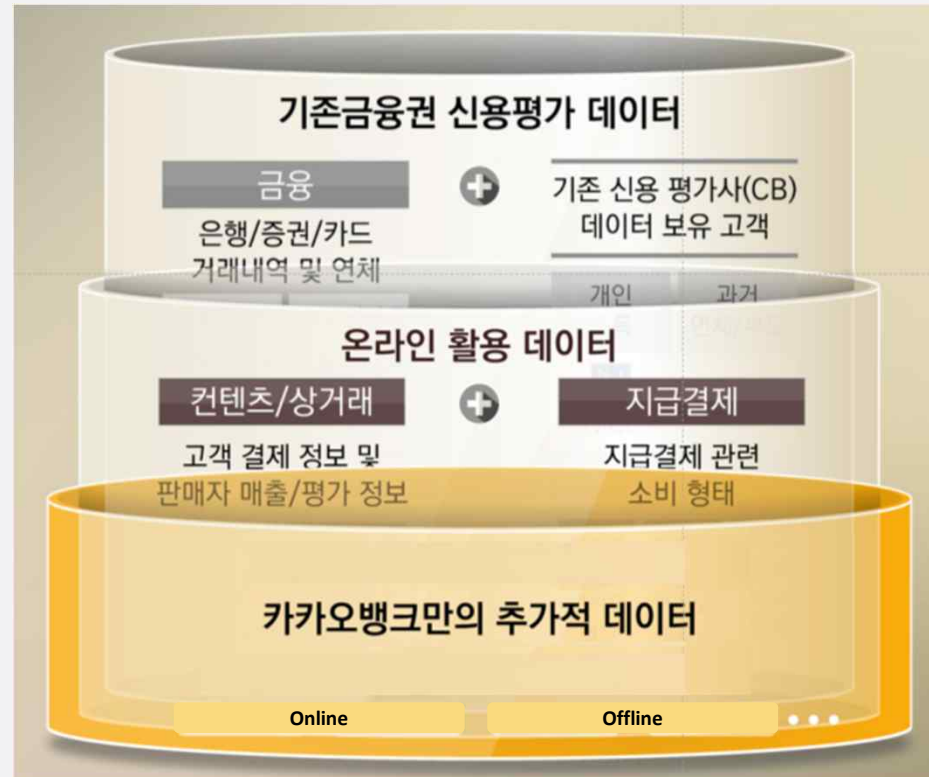 기존금융권 신용평가 데이터
금융
은행/증권/카드
거래내역 및 연체
기존 신용 평가사(CB)
데이터 보유 고객
개인 과거
온라인 활용 데이터
컨텐츠/상거래
고객 결제 정보 및
판매자 매출/평가 정보
지급결제
지급결제 관련
소비 형태
카카오뱅크만의 추가적 데이터
Online
Offline